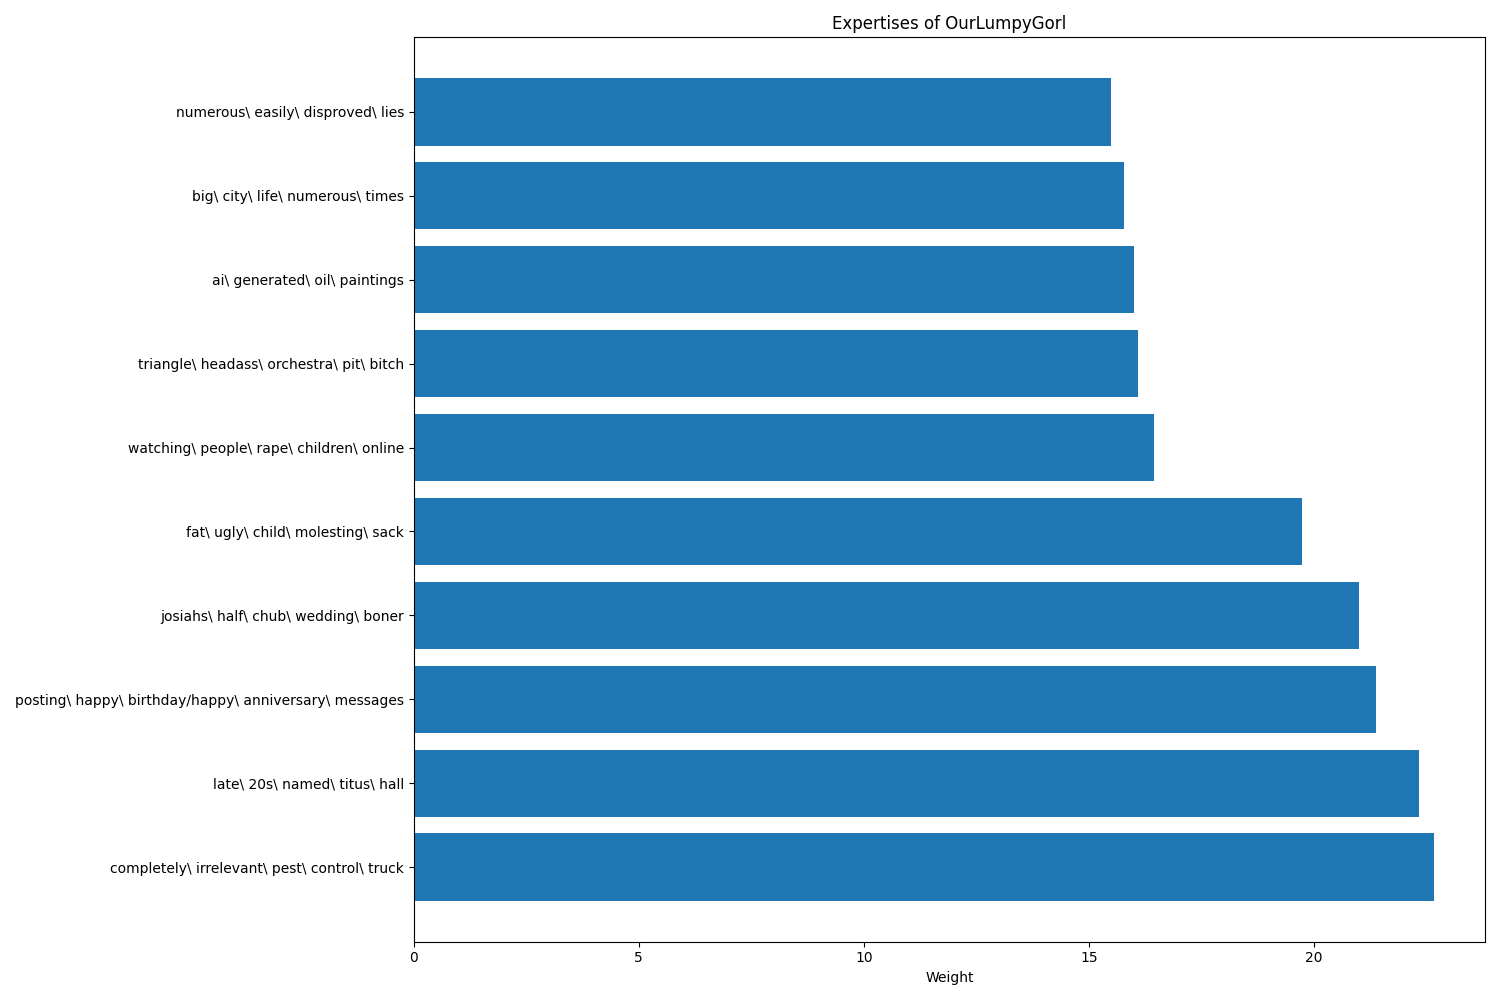 Expertises of OurLumpyGorl
numerous\ easily\ disproved\ lies
big\ city\ life\ numerous\ times
ai\ generated\ oil\ paintings
triangle\ headass\ orchestra\ pit\ bitch
watching\ people\ rape\ children\ online
fat\ ugly\ child\ molesting\ sack
josiahs\ half\ chub\ wedding\ boner
posting\ happy\ birthday/happy\ anniversary\ messages
late\ 20s\ named\ titus\ hall
completely\ irrelevant\ pest\ control\ truck
0 5 10 15 20
Weight